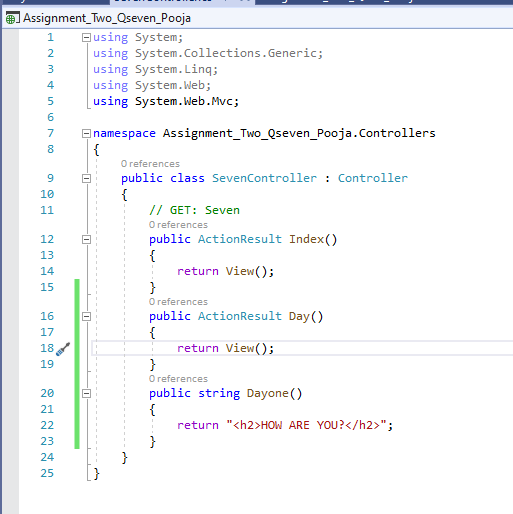 Assignment_Two_Qseven_Pooja
1 using System;
2 using System.Collections.Generic;
3 using System.Linq;
4 using System.Web;
5 using System.Web.Mvc;
6
7 namespace Assignment_Two_Qseven_Pooja.Controllers
8 {
0 references
9 public class SevenController : Controller
10 {
11 // GET: Seven
0 references
12 public ActionResult Index()
13 {
14 return View();
15 }
0 references
16 public ActionResult Day()
17 {
18 return View();
19 }
0 references
20 public string Dayone()
21 {
22 return "<h2>HOW ARE YOU?</h2>";
23 }
24 }
25 }